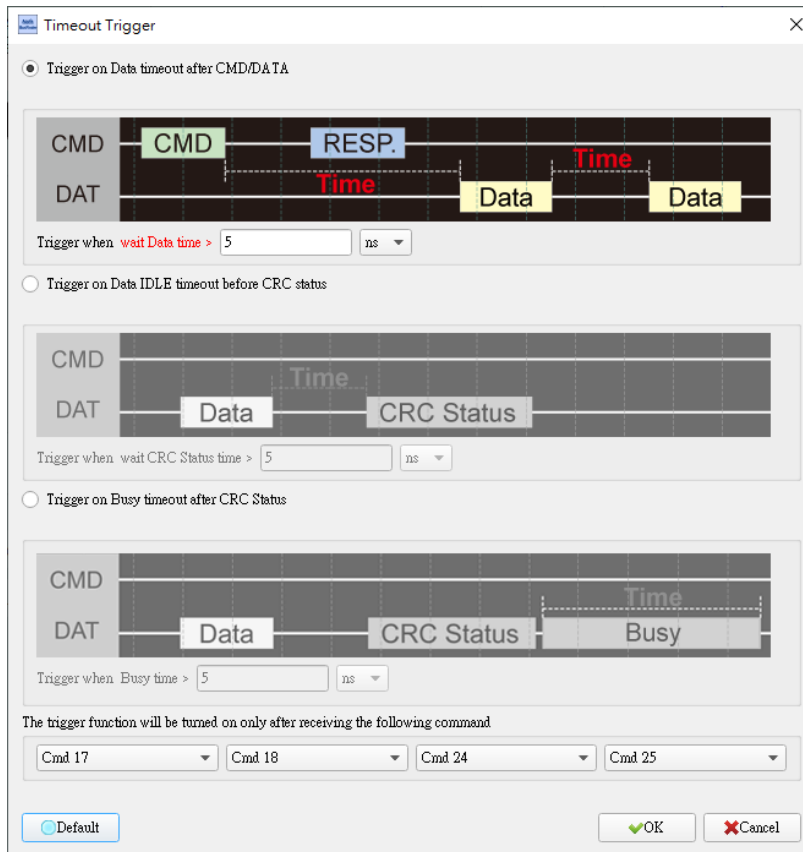 Timeout Trigger
Trigger on Data timeout after CMD/DATA
CMD CMD RESP.
Time
Time
DAT Data Data
Trigger when wait Data time > 5 ns
Trigger on Data IDLE timeout before CRC status
CMD
Time
DAT Data CRC Status
Trigger when wait CRC Status time > 5 ns
Trigger on Busy timeout after CRC Status
CMD
Time
DAT Data CRC Status Busy
Trigger when Busy time > 5 ns
The trigger function will be turned on only after receiving the following command
Cmd 17 Cmd 18 Cmd 24 Cmd 25
Default OK Cancel